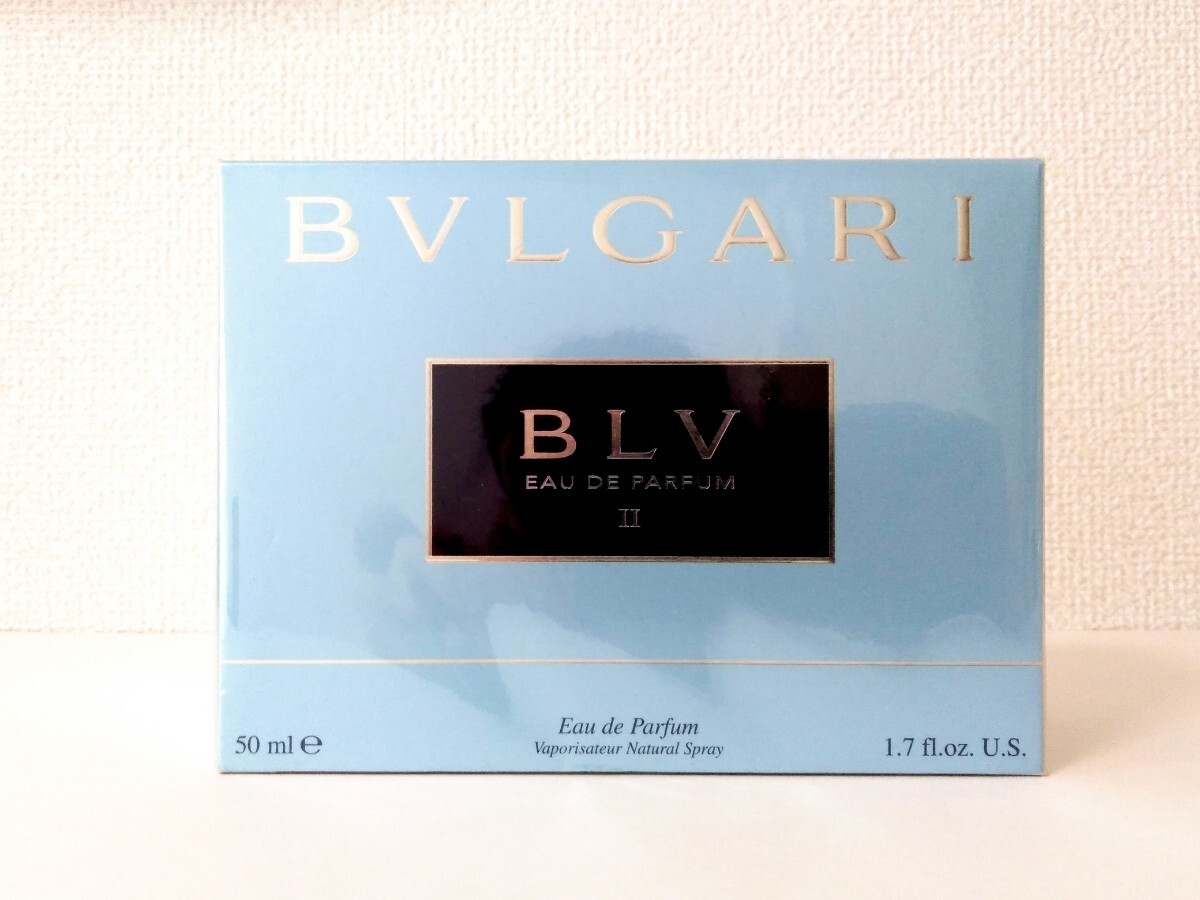 BVLGARI
BLV
EAU DE PARFUM
II
Eau de Parfum
50 ml ℮ Vaporisateur Natural Spray 1.7 fl.oz. U.S.